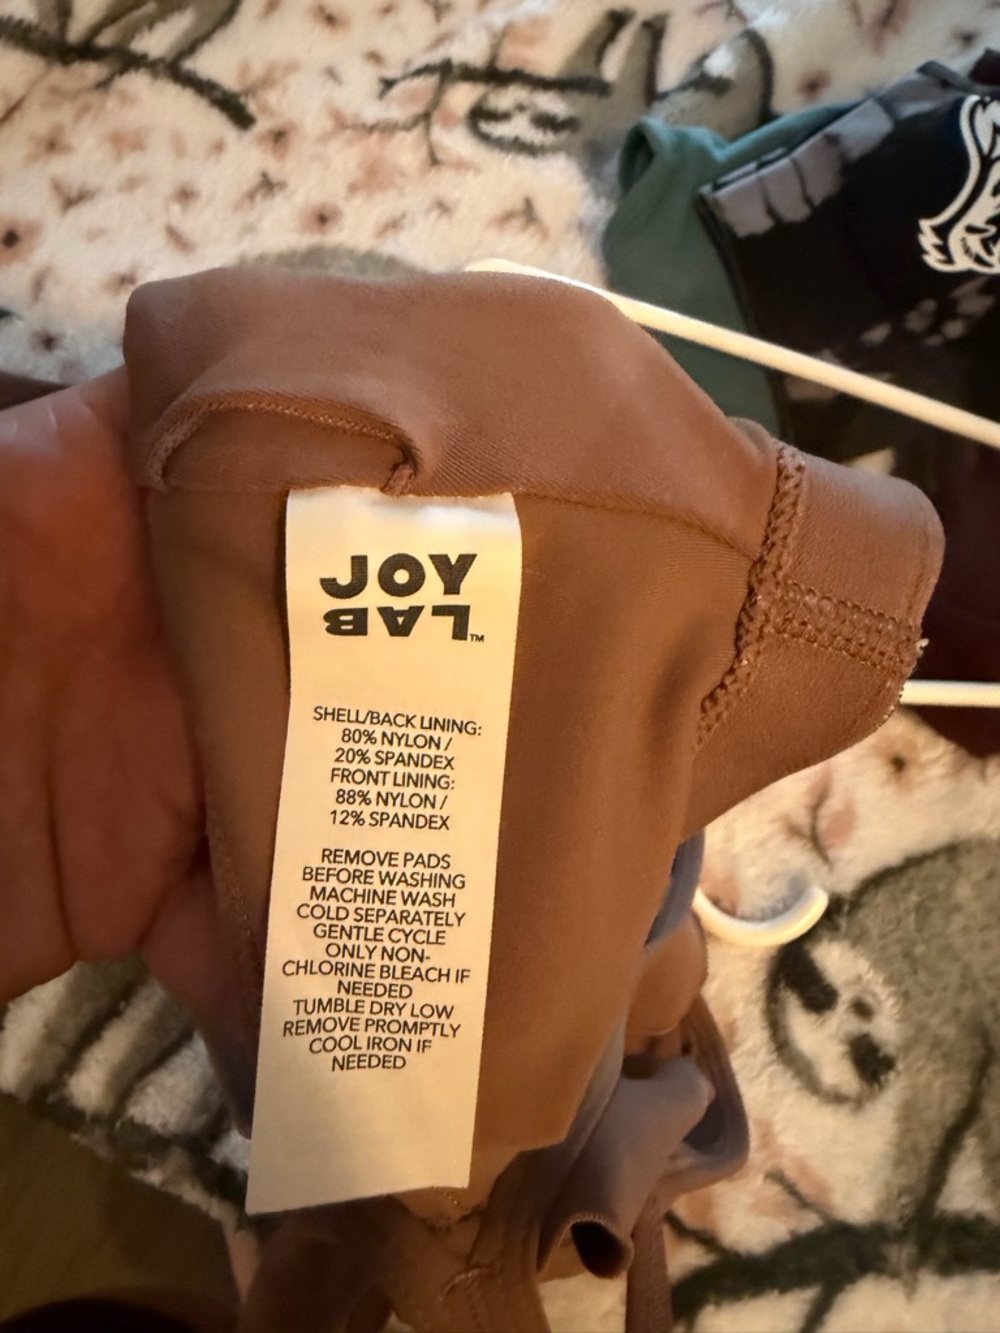 JOY
LAB™
SHELL/BACK LINING:
80% NYLON /
20% SPANDEX
FRONT LINING:
88% NYLON /
12% SPANDEX
REMOVE PADS
BEFORE WASHING
MACHINE WASH
COLD SEPARATELY
GENTLE CYCLE
ONLY NON-
CHLORINE BLEACH IF
NEEDED
TUMBLE DRY LOW
REMOVE PROMPTLY
COOL IRON IF
NEEDED